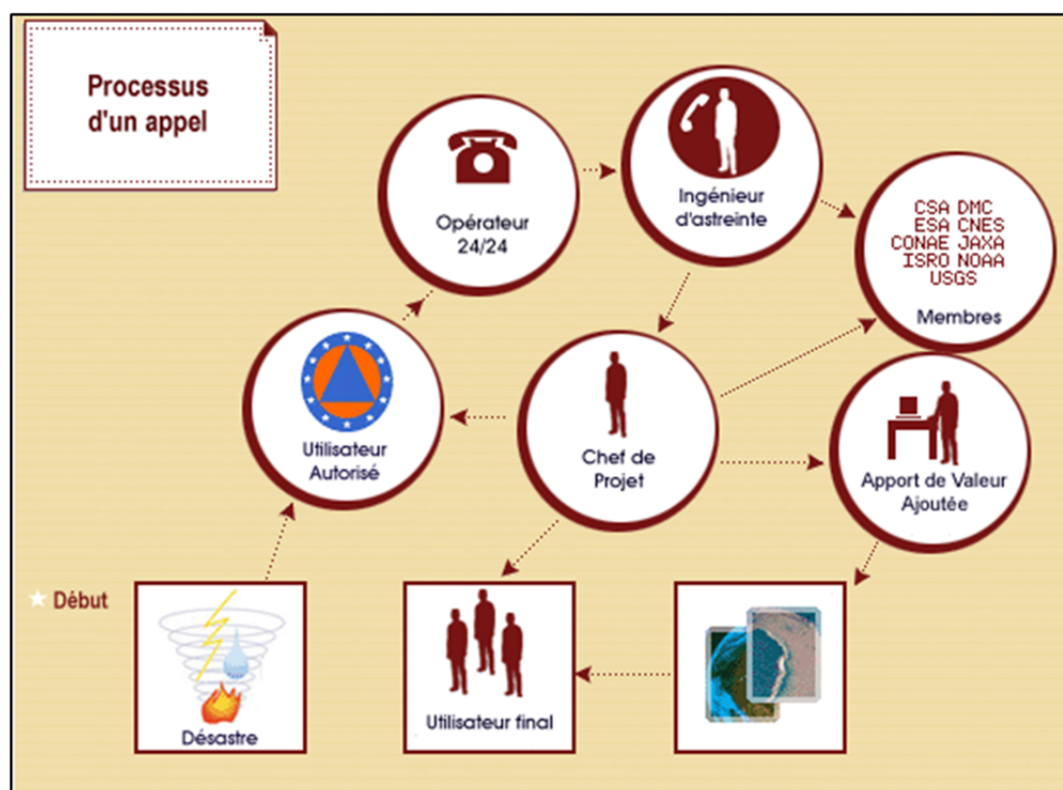 Processus
d'un appel
Opérateur
24/24
Ingénieur
d'astreinte
CSA DMC
ESA CNES
CONAE JAXA
ISRO NOAA
USGS
Membres
Utilisateur
Autorisé
Chef de
Projet
Apport de Valeur
Ajoutée
Début
Désastre
Utilisateur final